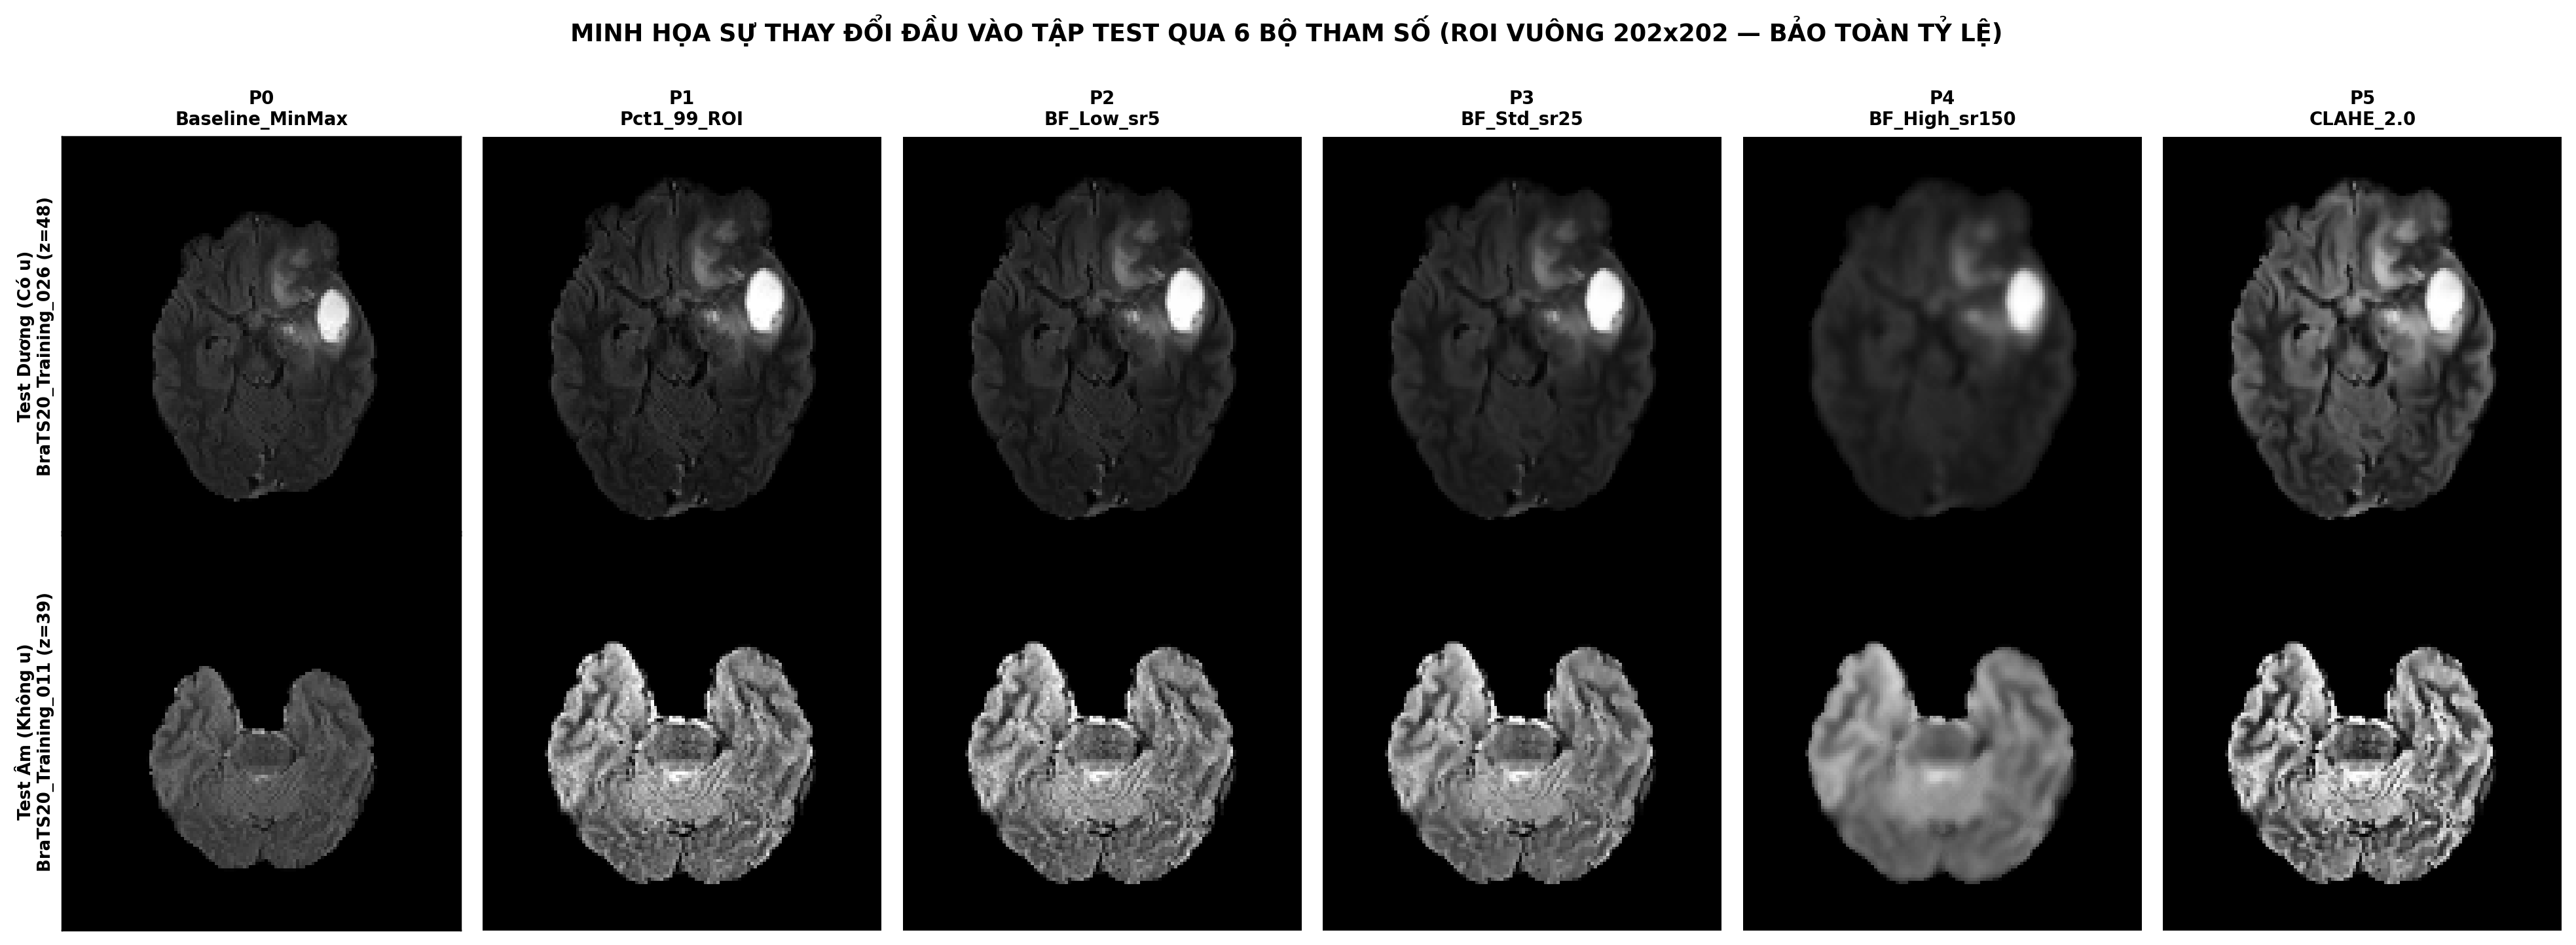 MINH HỌA SỰ THAY ĐỔI ĐẦU VÀO TẬP TEST QUA 6 BỘ THAM SỐ (ROI VUÔNG 202x202 — BẢO TOÀN TỶ LỆ)
P0
Baseline_MinMax
P1
Pct1_99_ROI
P2
BF_Low_sr5
P3
BF_Std_sr25
P4
BF_High_sr150
P5
CLAHE_2.0
Test Dương (Có u)
BraTS20_Training_026 (z=48)
Test Âm (Không u)
BraTS20_Training_011 (z=39)